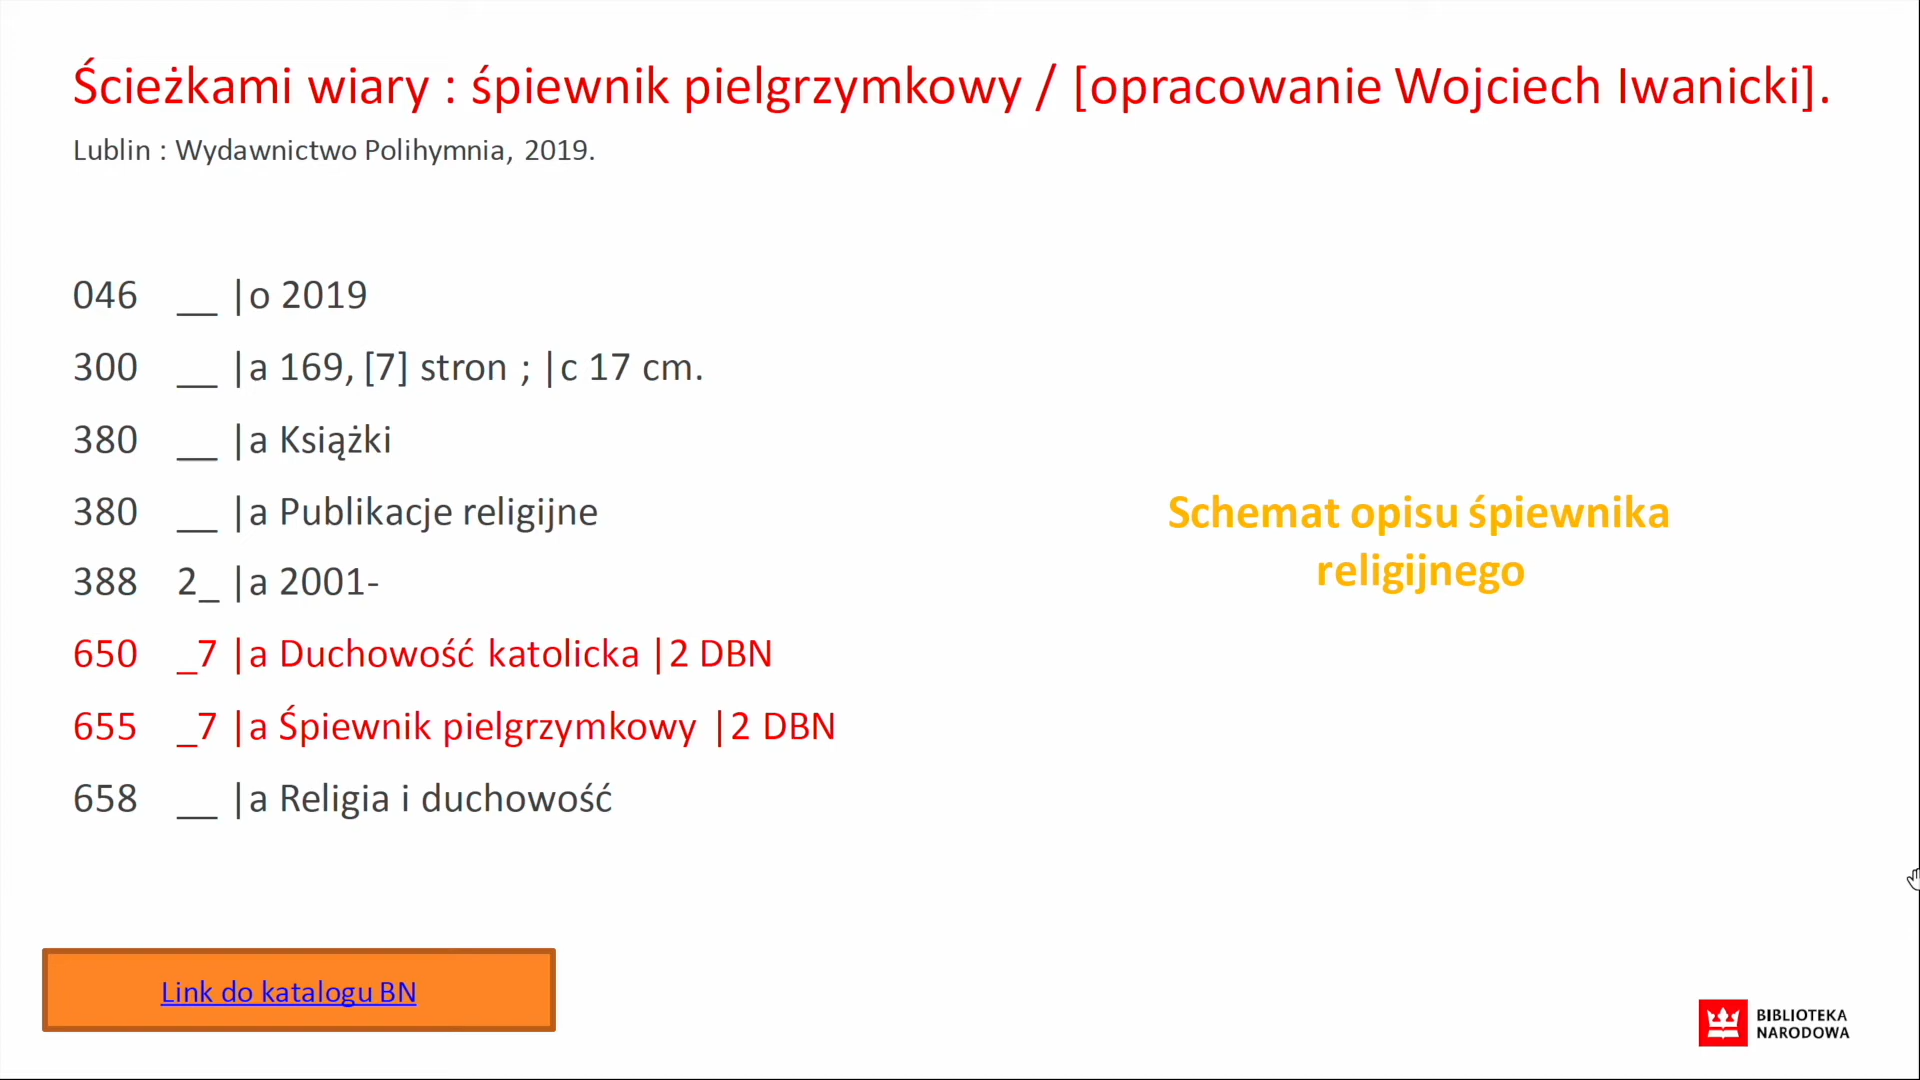 Ścieżkami wiary : śpiewnik pielgrzymkowy / [opracowanie Wojciech Iwanicki].
Lublin : Wydawnictwo Polihymnia, 2019.
046 __ |o 2019
300 __ |a 169, [7] stron ; |c 17 cm.
380 __ |a Książki
380 __ |a Publikacje religijne
388 2_ |a 2001-
650 _7 |a Duchowość katolicka |2 DBN
655 _7 |a Śpiewnik pielgrzymkowy |2 DBN
658 __ |a Religia i duchowość
Schemat opisu śpiewnika
religijnego
Link do katalogu BN
BIBLIOTEKA
NARODOWA